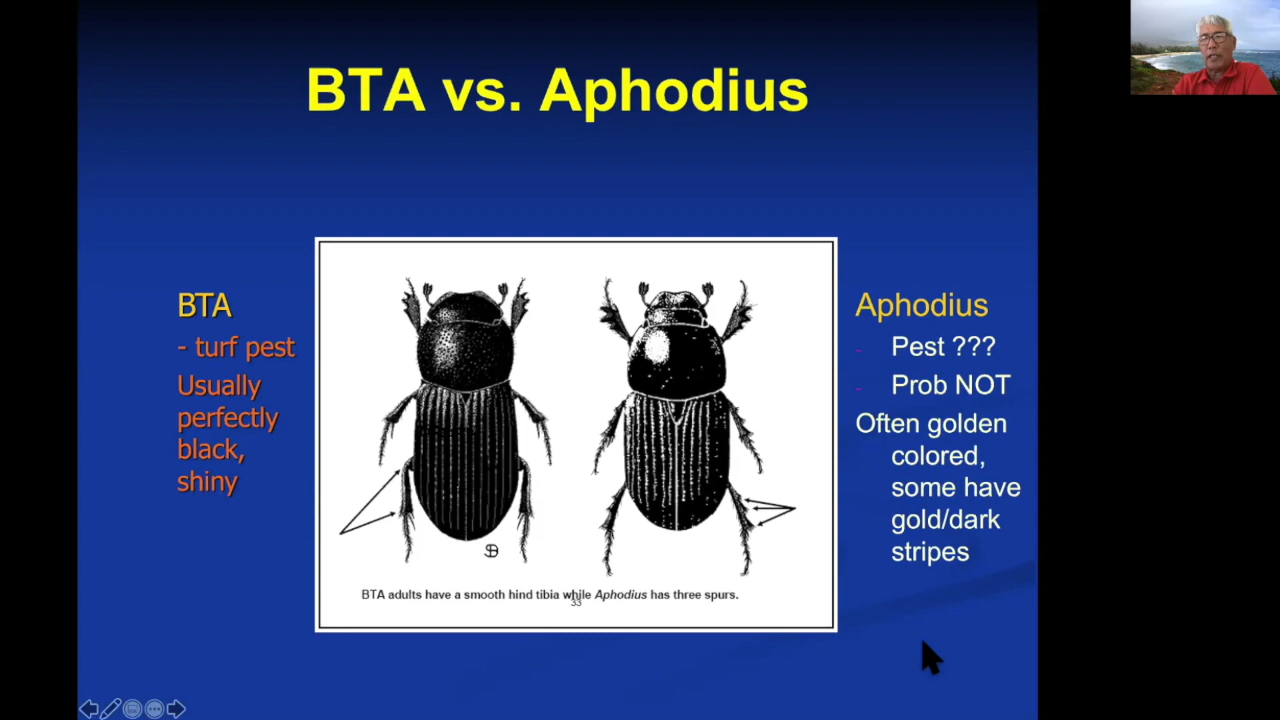 BTA vs. Aphodius
BTA
- turf pest
Usually
perfectly
black,
shiny
BTA adults have a smooth hind tibia while Aphodius has three spurs.
33
Aphodius
- Pest ???
- Prob NOT
Often golden
colored,
some have
gold/dark
stripes